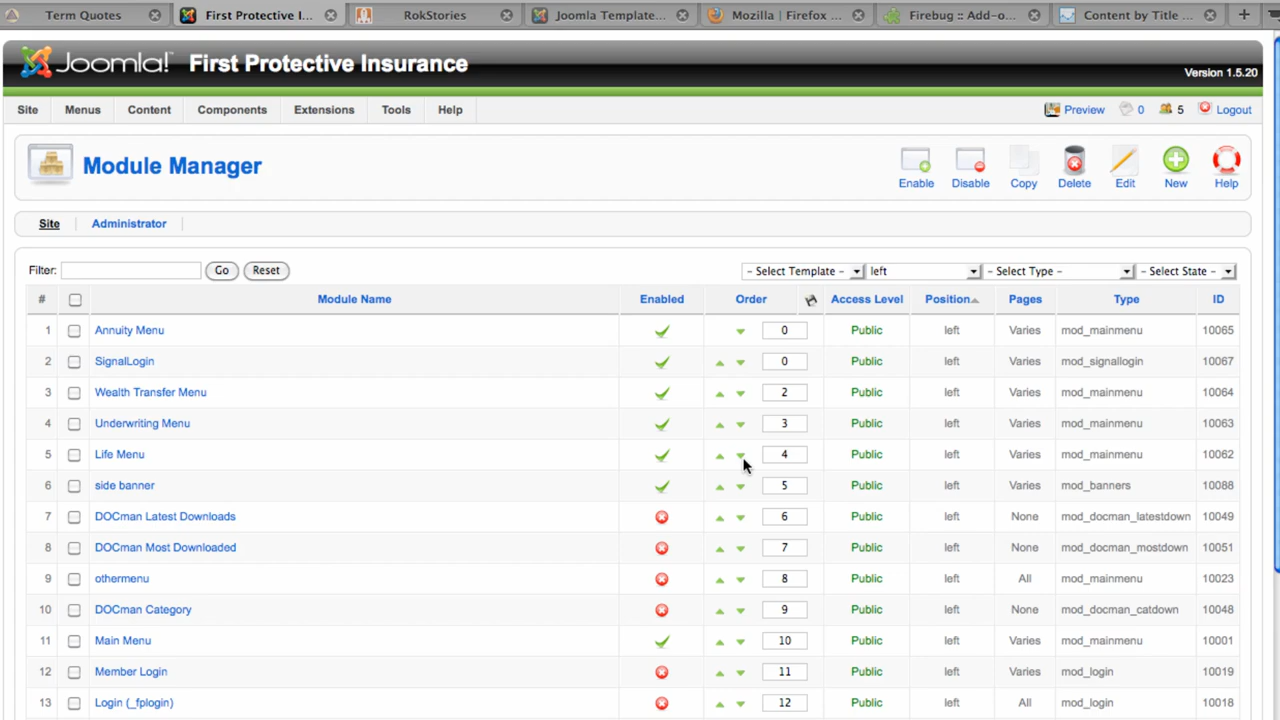 Term Quotes First Protective I... RokStories Joomla Template... Mozilla | Firefox ... Firebug :: Add-o... Content by Title ...
Joomla!™ First Protective Insurance
Version 1.5.20
Site Menus Content Components Extensions Tools Help Preview 0 5 Logout
Module Manager
Enable Disable Copy Delete Edit New Help
Site Administrator
Filter: Go Reset - Select Template - left - Select Type - - Select State -
# Module Name Enabled Order Access Level Position Pages Type ID
1 Annuity Menu 0 Public left Varies mod_mainmenu 10065
2 SignalLogin 0 Public left Varies mod_signallogin 10067
3 Wealth Transfer Menu 2 Public left Varies mod_mainmenu 10064
4 Underwriting Menu 3 Public left Varies mod_mainmenu 10063
5 Life Menu 4 Public left Varies mod_mainmenu 10062
6 side banner 5 Public left Varies mod_banners 10088
7 DOCman Latest Downloads 6 Public left None mod_docman_latestdown 10049
8 DOCman Most Downloaded 7 Public left None mod_docman_mostdown 10051
9 othermenu 8 Public left All mod_mainmenu 10023
10 DOCman Category 9 Public left None mod_docman_catdown 10048
11 Main Menu 10 Public left Varies mod_mainmenu 10001
12 Member Login 11 Public left Varies mod_login 10019
13 Login (_fplogin) 12 Public left All mod_login 10018